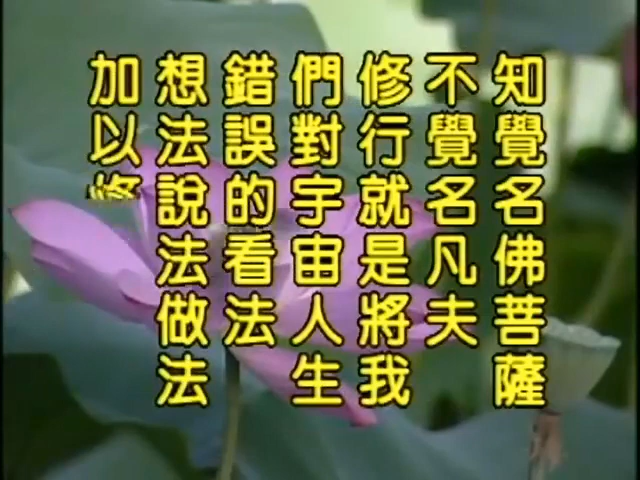 知覺名佛菩薩
不覺名凡夫
修行就是將我
們對宇宙人生
錯誤的看法
想法說法做法
加以